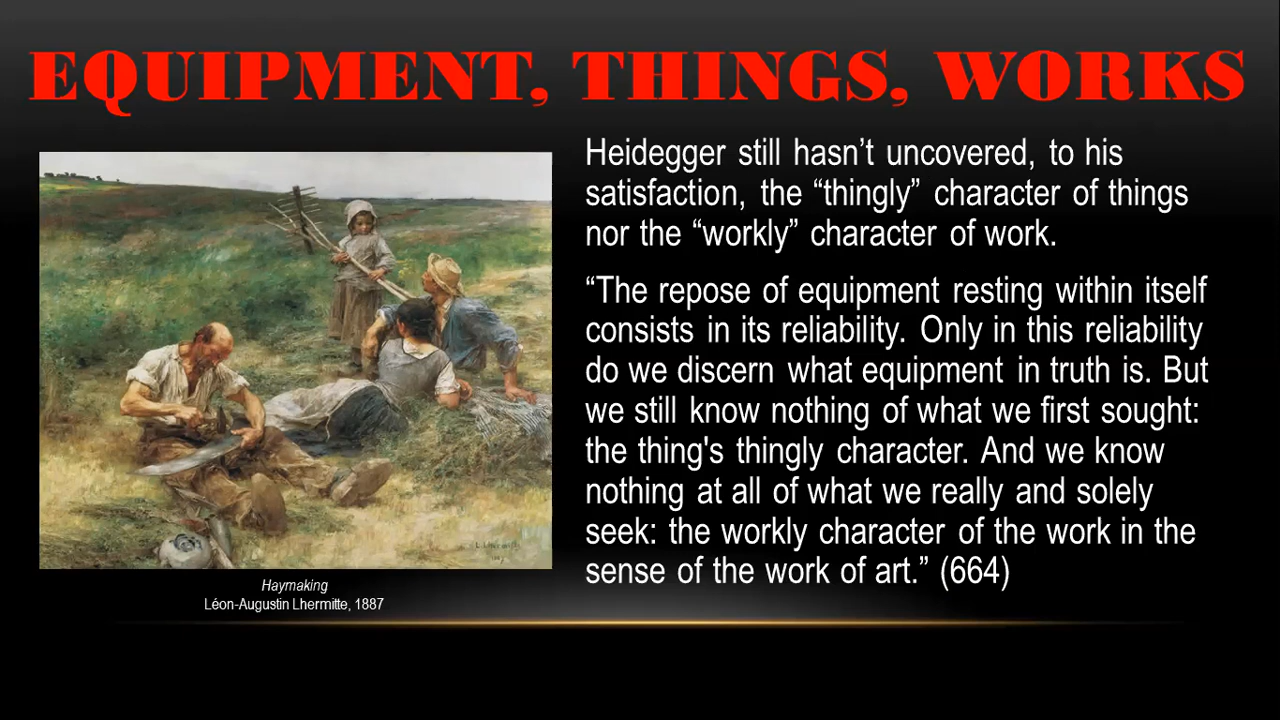 EQUIPMENT, THINGS, WORKS
Heidegger still hasn’t uncovered, to his
satisfaction, the “thingly” character of things
nor the “workly” character of work.
“The repose of equipment resting within itself
consists in its reliability. Only in this reliability
do we discern what equipment in truth is. But
we still know nothing of what we first sought:
the thing's thingly character. And we know
nothing at all of what we really and solely
seek: the workly character of the work in the
sense of the work of art.” (664)
Haymaking
Léon-Augustin Lhermitte, 1887